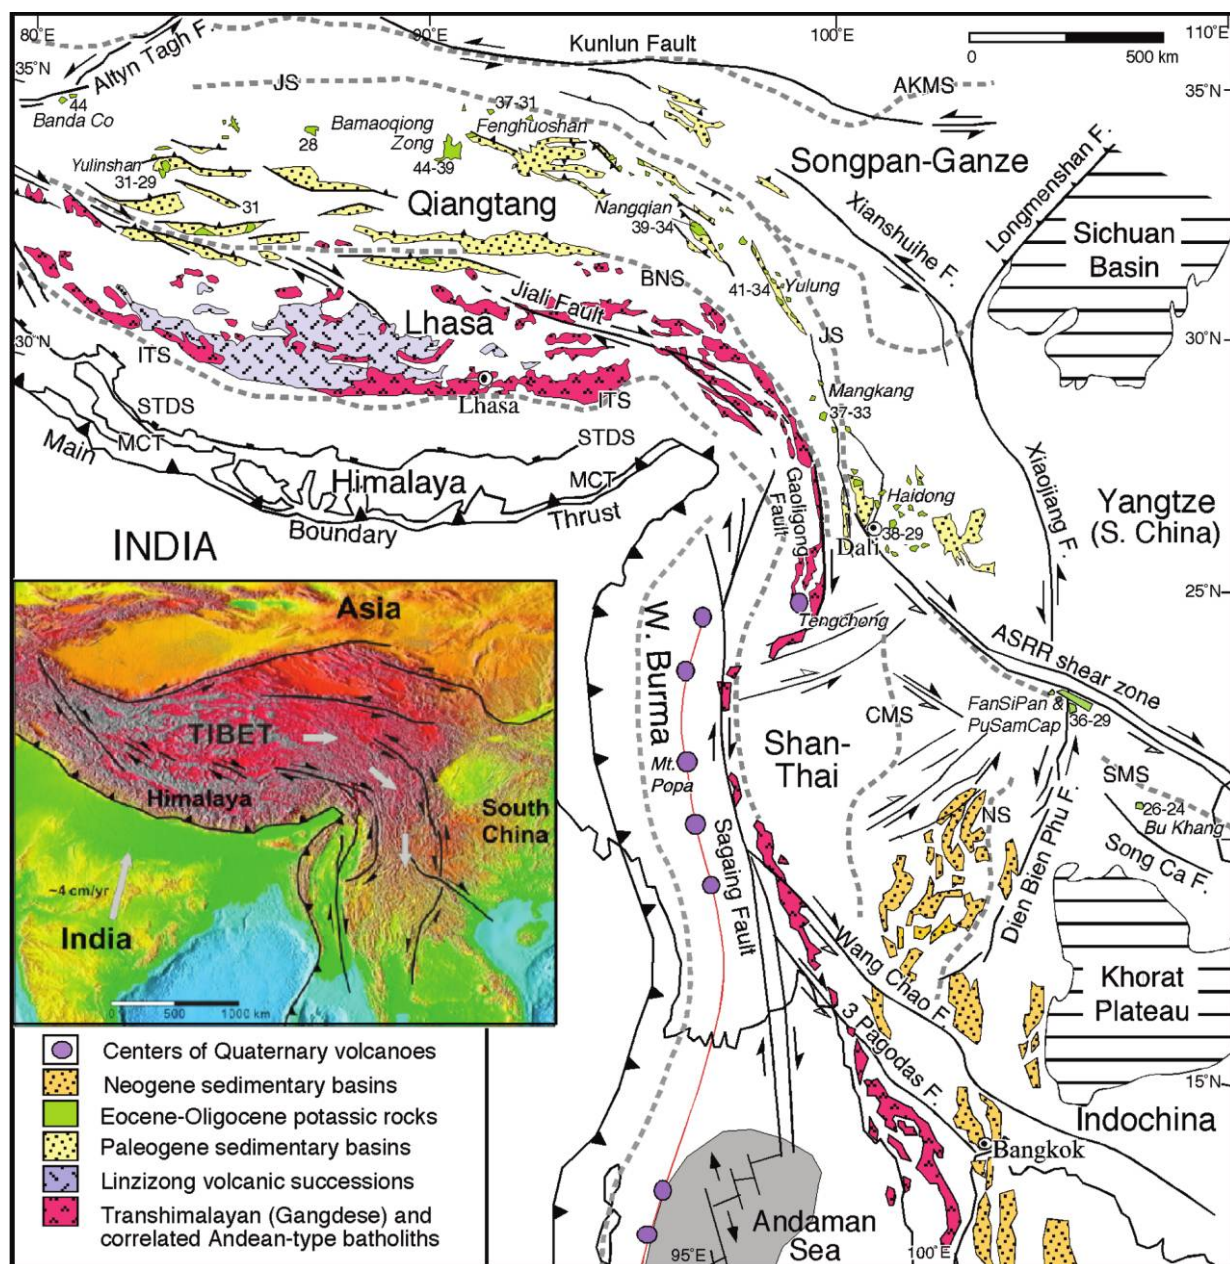 80°E
90°E
100°E
110°E
Altyn Tagh F.
Kunlun Fault
500 km
35°N
35°N
JS
AKMS
44
Banda Co
Bamaoqiong
Zong
28
44-39
37-31
Fenghuoshan
Songpan-Ganze
Longmenshan F.
Yulinshan
31-29
31
Qiangtang
Nangqian
39-34
Xianshuihe F.
Sichuan
Basin
BNS
41-34
Yulung
Jiali Fault
Lhasa
JS
30°N
30°N
ITS
Lhasa
ITS
Mangkang
37-33
STDS
STDS
MCT
MCT
Main
Boundary
Thrust
Himalaya
Gaoligong
Fault
Haidong
Dali
38-29
Xiaojiang F.
Yangtze
(S. China)
INDIA
25°N
Tengchong
W. Burma
ASRR shear zone
Asia
TIBET
Himalaya
South
China
~4 cm/yr
India
0 500 1000 km
CMS
FanSiPan &
PuSamCap
36-29
Shan-
Thai
Mt.
Popa
SMS
26-24
Bu Khang
NS
Song Ca F.
Dien Bien Phu F.
Sagaing Fault
Wang Chao F.
Khorat
Plateau
3 Pagodas F.
15°N
Indochina
Bangkok
Andaman
Sea
95°E
100°E
Centers of Quaternary volcanoes
Neogene sedimentary basins
Eocene-Oligocene potassic rocks
Paleogene sedimentary basins
Linzizong volcanic successions
Transhimalayan (Gangdese) and
correlated Andean-type batholiths